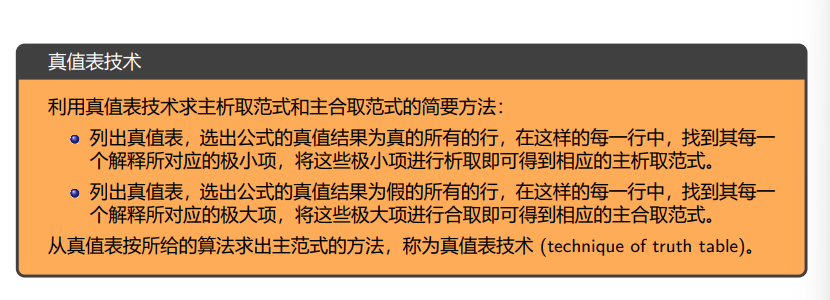 真值表技术
利用真值表技术求主析取范式和主合取范式的简要方法：
列出真值表，选出公式的真值结果为真的所有的行，在这样的每一行中，找到其每一
个解释所对应的极小项，将这些极小项进行析取即可得到相应的主析取范式。
列出真值表，选出公式的真值结果为假的所有的行，在这样的每一行中，找到其每一
个解释所对应的极大项，将这些极大项进行合取即可得到相应的主合取范式。
从真值表按所给的算法求出主范式的方法，称为真值表技术 (technique of truth table)。